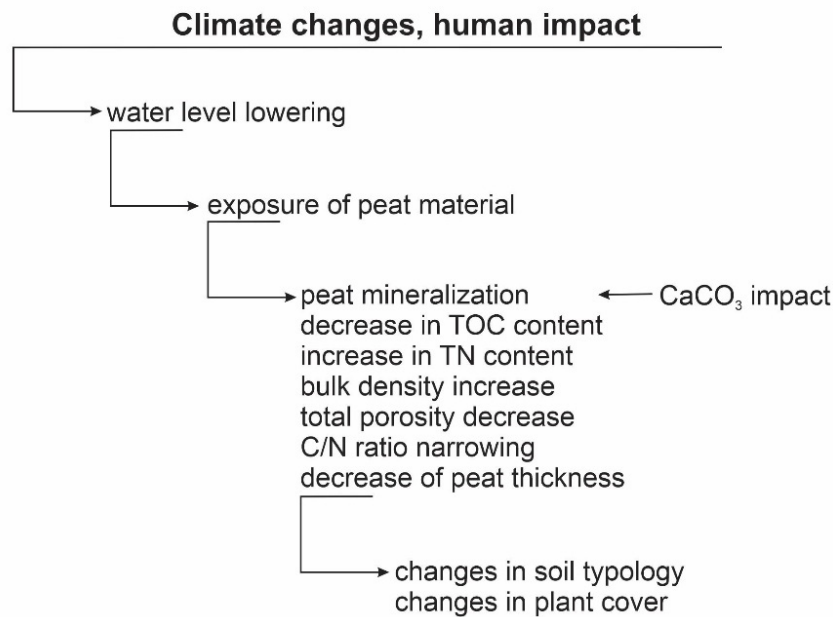 Climate changes, human impact
water level lowering
exposure of peat material
peat mineralization
CaCO₃ impact
decrease in TOC content
increase in TN content
bulk density increase
total porosity decrease
C/N ratio narrowing
decrease of peat thickness
changes in soil typology
changes in plant cover